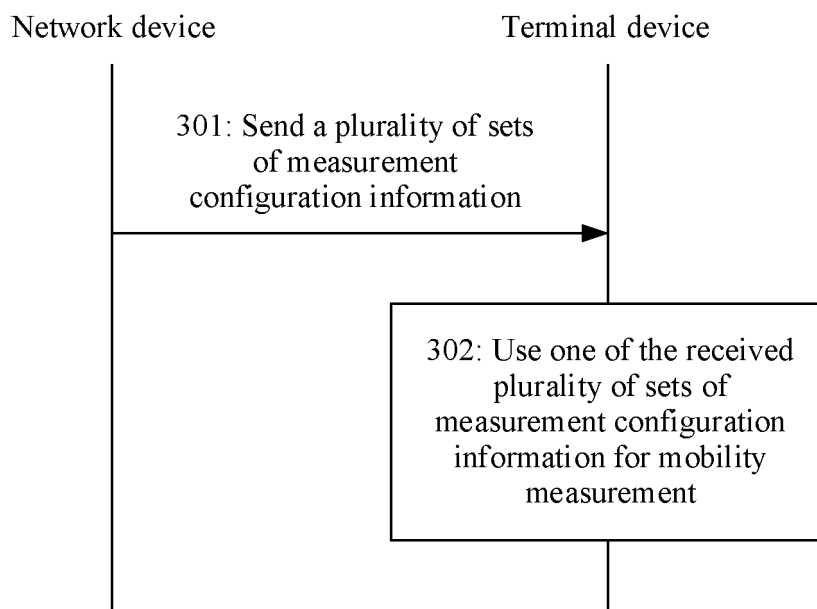 Network device
Terminal device
301: Send a plurality of sets
of measurement
configuration information
302: Use one of the received
plurality of sets of
measurement configuration
information for mobility
measurement